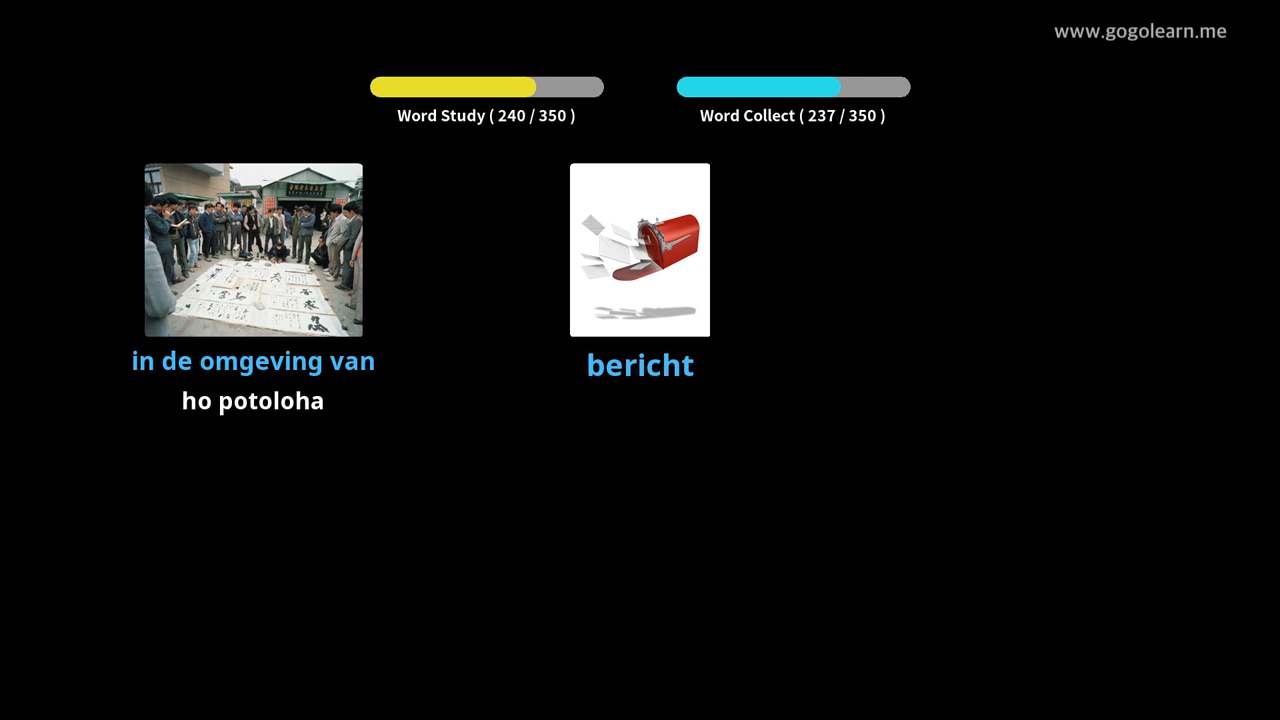 www.gogolearn.me
Word Study ( 240 / 350 )
Word Collect ( 237 / 350 )
in de omgeving van
ho potoloha
bericht